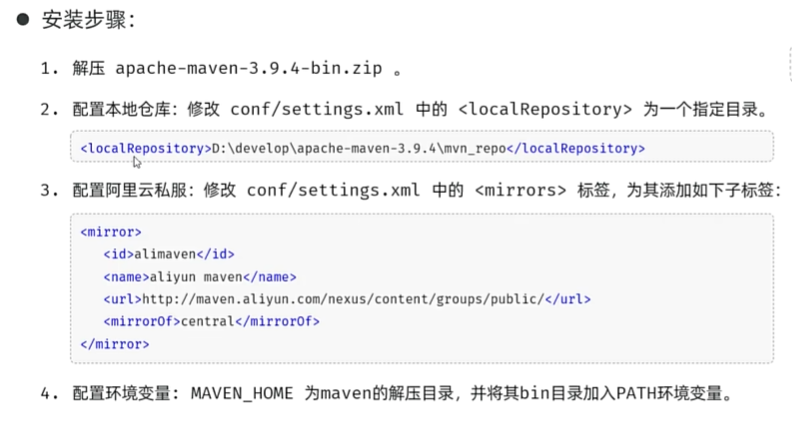 ● 安装步骤：
1. 解压 apache-maven-3.9.4-bin.zip 。
2. 配置本地仓库：修改 conf/settings.xml 中的 <localRepository> 为一个指定目录。
<localRepository>D:\develop\apache-maven-3.9.4\mvn_repo</localRepository>
3. 配置阿里云私服：修改 conf/settings.xml 中的 <mirrors> 标签，为其添加如下子标签：
<mirror>
<id>alimaven</id>
<name>aliyun maven</name>
<url>http://maven.aliyun.com/nexus/content/groups/public/</url>
<mirrorOf>central</mirrorOf>
</mirror>
4. 配置环境变量: MAVEN_HOME 为maven的解压目录，并将其bin目录加入PATH环境变量。